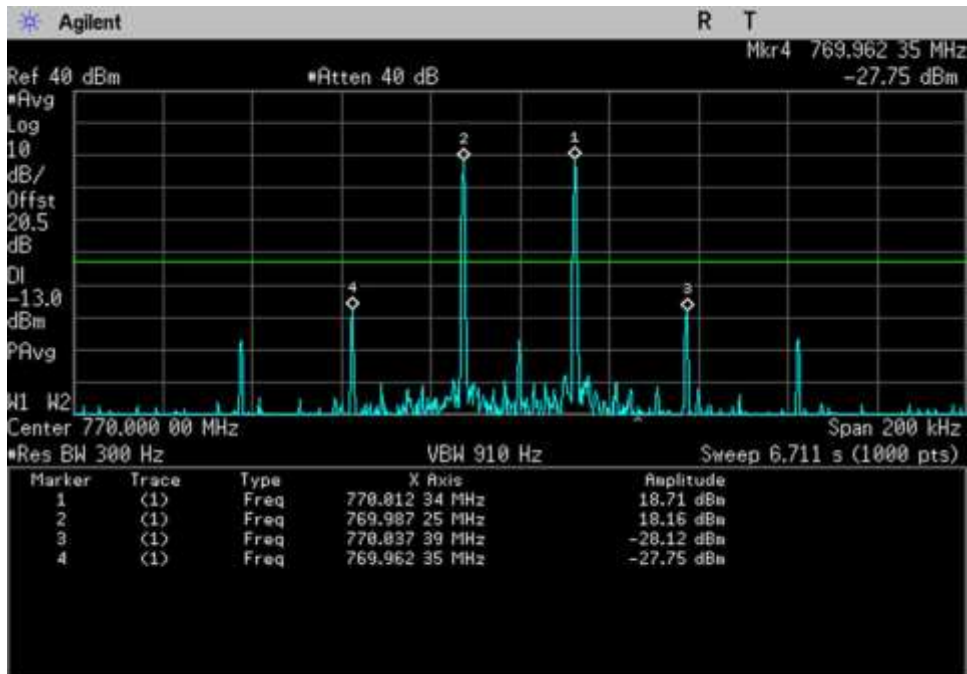 Agilent R T
Mkr4 769.962 35 MHz
Ref 40 dBm #Atten 40 dB -27.75 dBm
#Avg
Log
10
dB/
Offst
20.5
dB
DI
-13.0
dBm
PAvg
W1 W2
2
1
4
3
Center 770.000 00 MHz Span 200 kHz
#Res BW 300 Hz VBW 910 Hz Sweep 6.711 s (1000 pts)
Marker Trace Type X Axis Amplitude
1 (1) Freq 770.012 34 MHz 18.71 dBm
2 (1) Freq 769.987 25 MHz 18.16 dBm
3 (1) Freq 770.037 39 MHz -28.12 dBm
4 (1) Freq 769.962 35 MHz -27.75 dBm